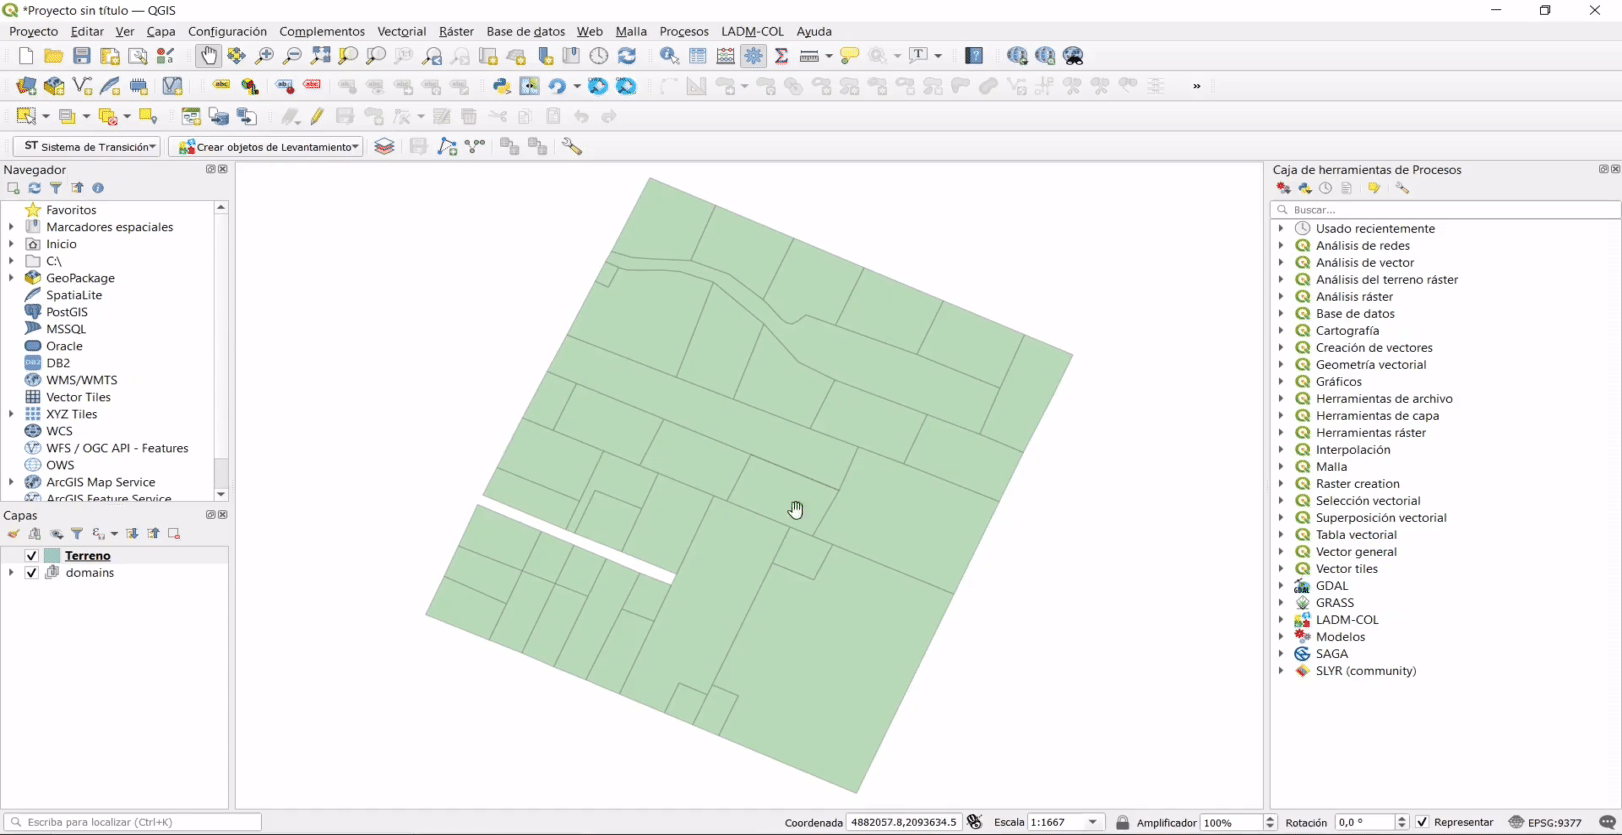 *Proyecto sin título — QGIS
Proyecto Editar Ver Capa Configuración Complementos Vectorial Ráster Base de datos Web Malla Procesos LADM-COL Ayuda
ST Sistema de Transición Crear objetos de Levantamiento
Navegador
Favoritos
Marcadores espaciales
Inicio
C:\
GeoPackage
SpatiaLite
PostGIS
MSSQL
Oracle
DB2
WMS/WMTS
Vector Tiles
XYZ Tiles
WCS
WFS / OGC API - Features
OWS
ArcGIS Map Service
ArcGIS Feature Service
Capas
Terreno
domains
Caja de herramientas de Procesos
Buscar...
Usado recientemente
Análisis de redes
Análisis de vector
Análisis del terreno ráster
Análisis ráster
Base de datos
Cartografía
Creación de vectores
Geometría vectorial
Gráficos
Herramientas de archivo
Herramientas de capa
Herramientas ráster
Interpolación
Malla
Raster creation
Selección vectorial
Superposición vectorial
Tabla vectorial
Vector general
Vector tiles
GDAL
GRASS
LADM-COL
Modelos
SAGA
SLYR (community)
Escriba para localizar (Ctrl+K) Coordenada 4882057.8,2093634.5 Escala 1:1667 Amplificador 100% Rotación 0,0 ° Representar EPSG:9377